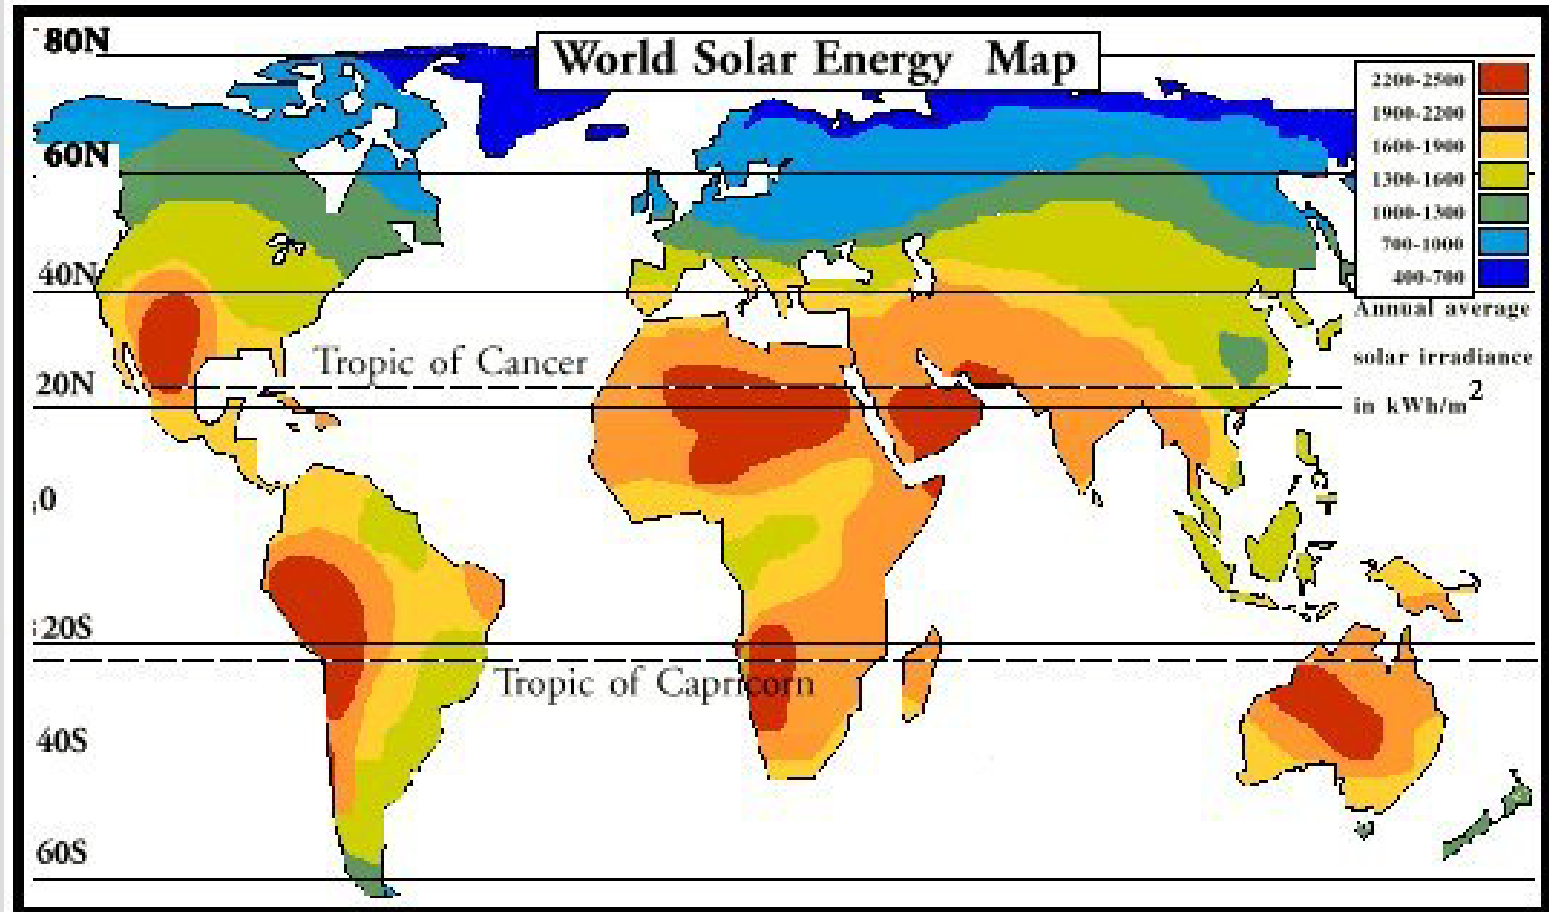 World Solar Energy Map
80N
60N
40N
Tropic of Cancer
20N
0
20S
Tropic of Capricorn
40S
60S
2200-2500
1900-2200
1600-1900
1300-1600
1000-1300
700-1000
400-700
Annual average
solar irradiance
in kWh/m²